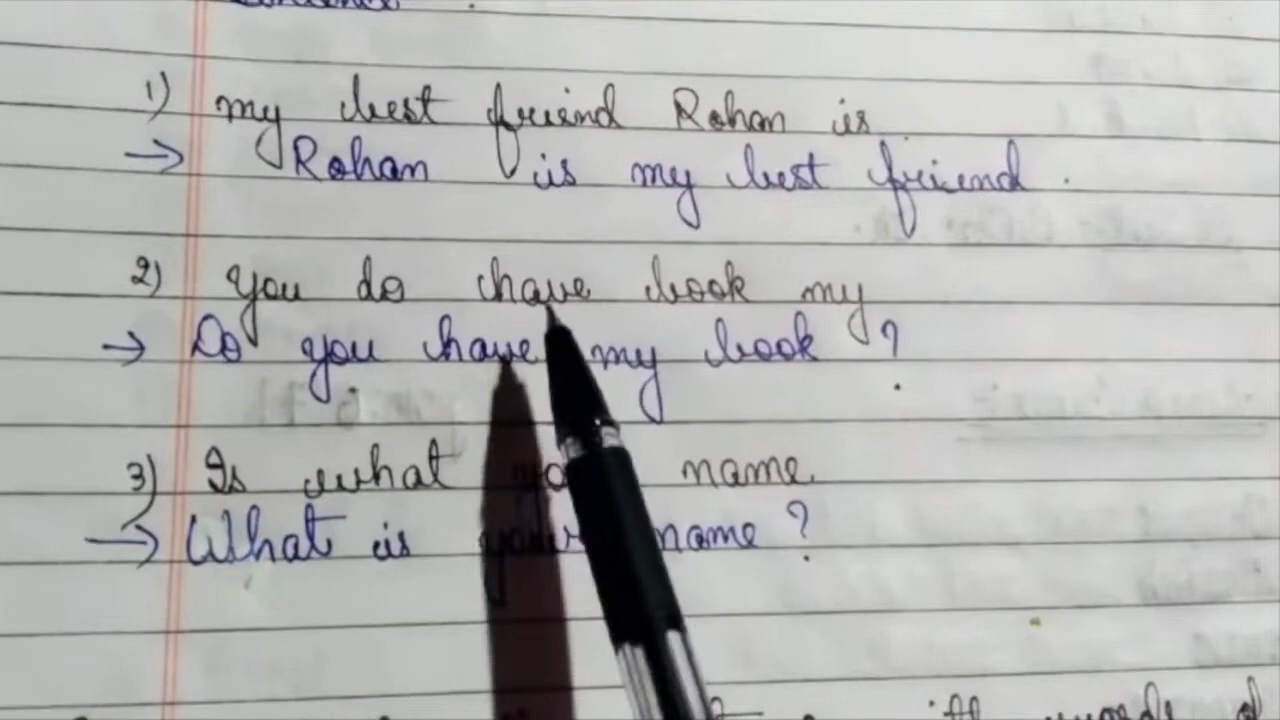 1) my best friend Rohan is
→ Rohan is my best friend.
2) you do have book my
→ Do you have my book ?
3) Is what name
→ What is your name ?